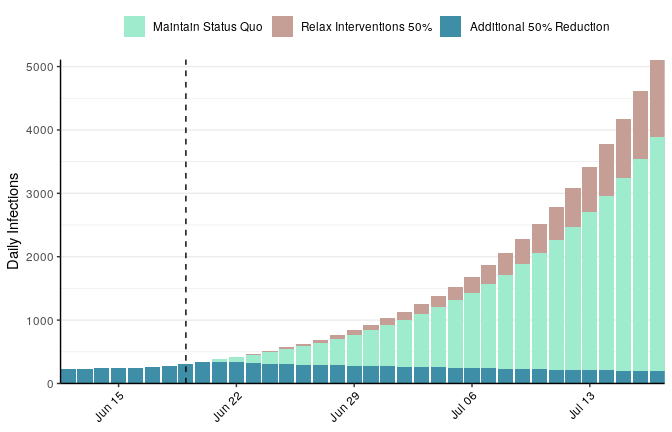 Maintain Status Quo Relax Interventions 50% Additional 50% Reduction
Daily Infections
5000
4000
3000
2000
1000
0
Jun 15 Jun 22 Jun 29 Jul 06 Jul 13